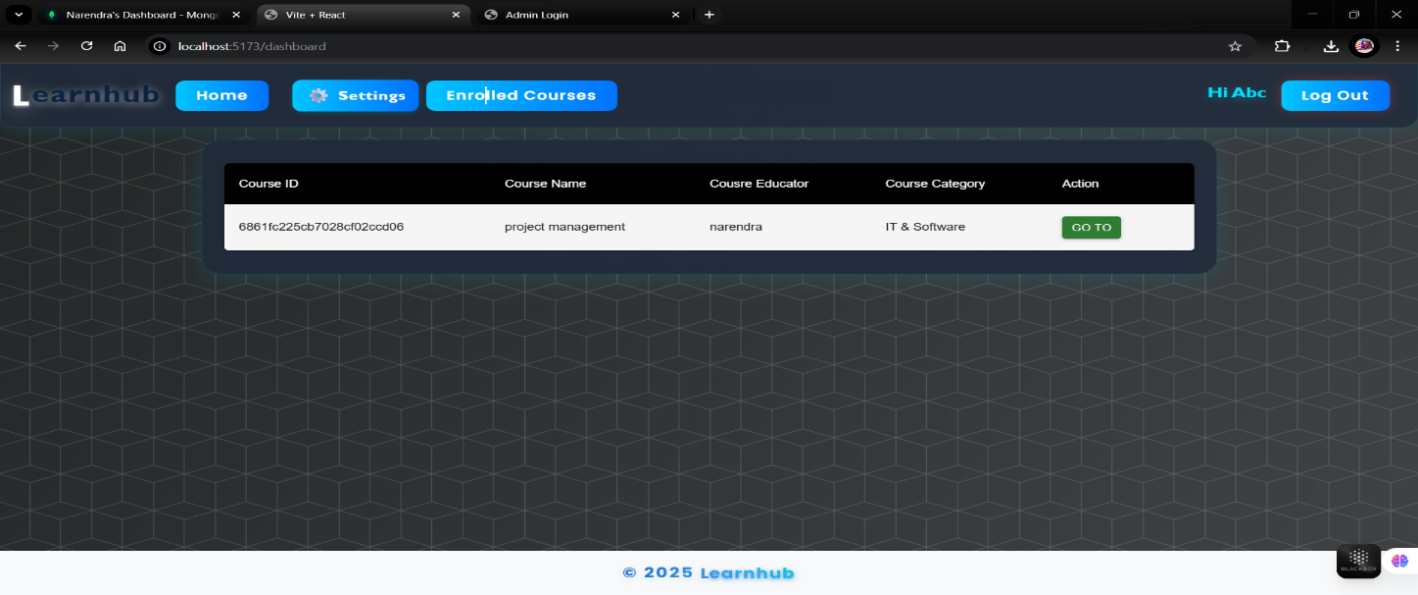 Narendra's Dashboard - Mong
Vite + React
Admin Login
localhost:5173/dashboard
Learnhub
Home
Settings
Enrolled Courses
Hi Abc
Log Out
Course ID Course Name Cousre Educator Course Category Action
6861fc225cb7028cf02ccd06 project management narendra IT & Software GO TO
© 2025 Learnhub
BLACKBOX